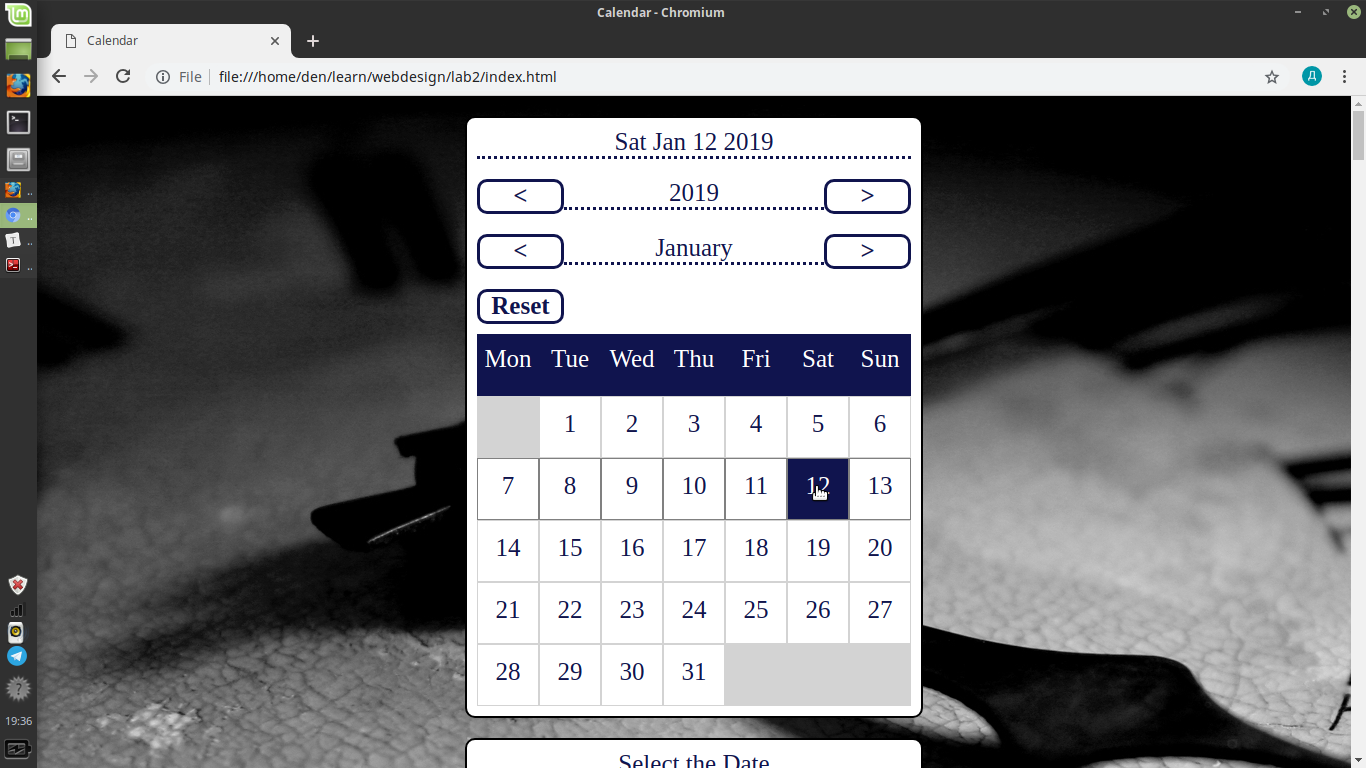 Calendar - Chromium
Calendar
File file:///home/den/learn/webdesign/lab2/index.html Д
Sat Jan 12 2019
< 2019 >
< January >
Reset
Mon Tue Wed Thu Fri Sat Sun
1 2 3 4 5 6
7 8 9 10 11 12 13
14 15 16 17 18 19 20
21 22 23 24 25 26 27
28 29 30 31
Select the Date
19:36